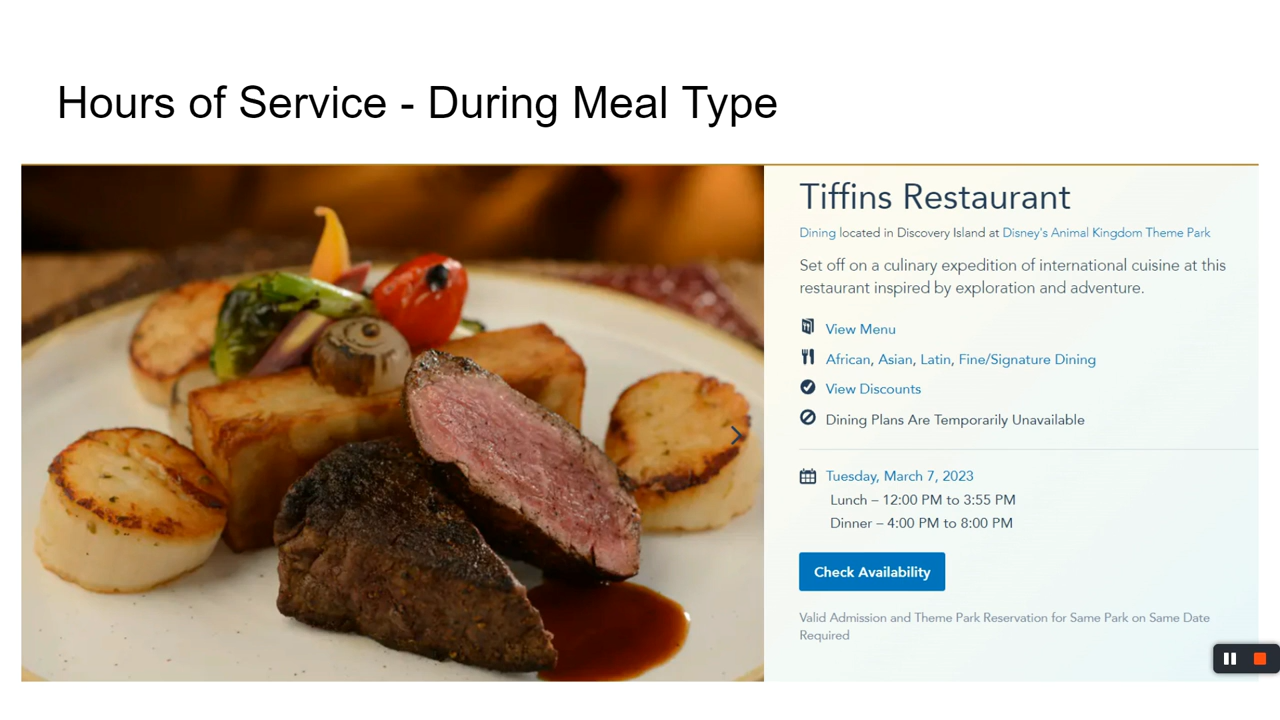 Hours of Service - During Meal Type
Tiffins Restaurant
Dining located in Discovery Island at Disney's Animal Kingdom Theme Park
Set off on a culinary expedition of international cuisine at this
restaurant inspired by exploration and adventure.
View Menu
African, Asian, Latin, Fine/Signature Dining
View Discounts
Dining Plans Are Temporarily Unavailable
Tuesday, March 7, 2023
Lunch – 12:00 PM to 3:55 PM
Dinner – 4:00 PM to 8:00 PM
Check Availability
Valid Admission and Theme Park Reservation for Same Park on Same Date
Required